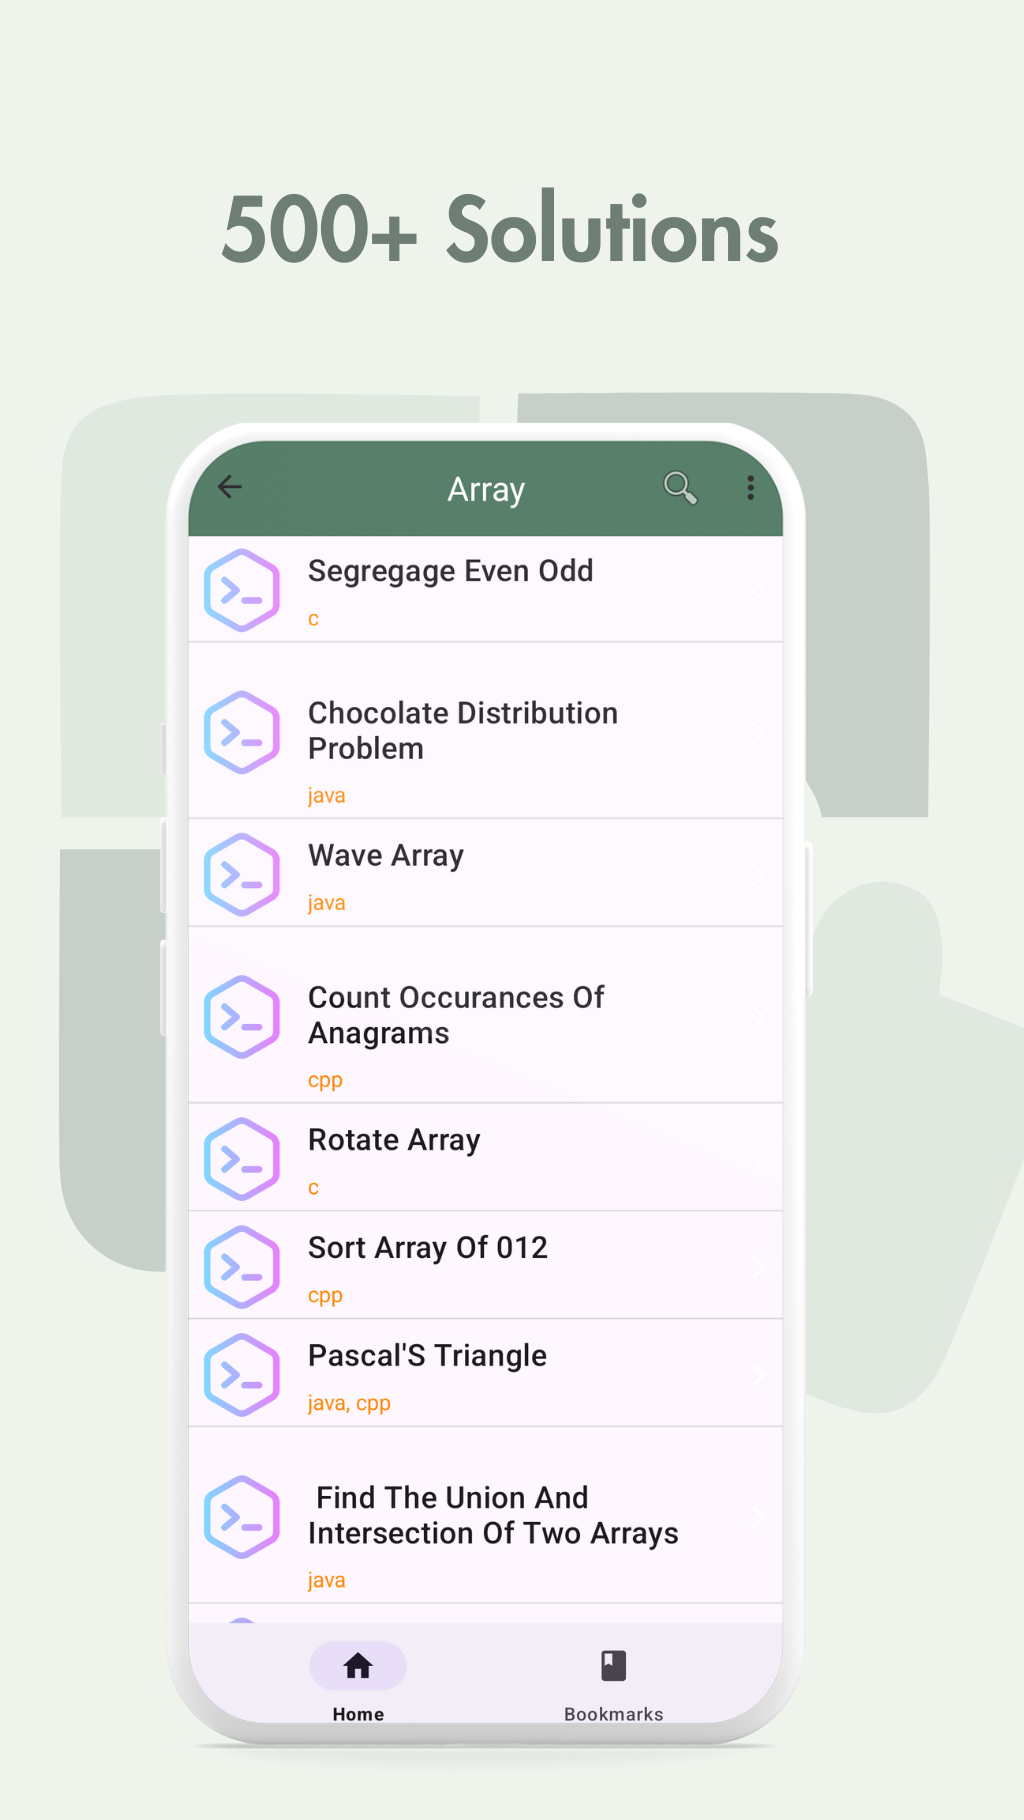 500+ Solutions
Array
Segregage Even Odd
c
Chocolate Distribution
Problem
java
Wave Array
java
Count Occurances Of
Anagrams
cpp
Rotate Array
c
Sort Array Of 012
cpp
Pascal'S Triangle
java, cpp
Find The Union And
Intersection Of Two Arrays
java
Home
Bookmarks